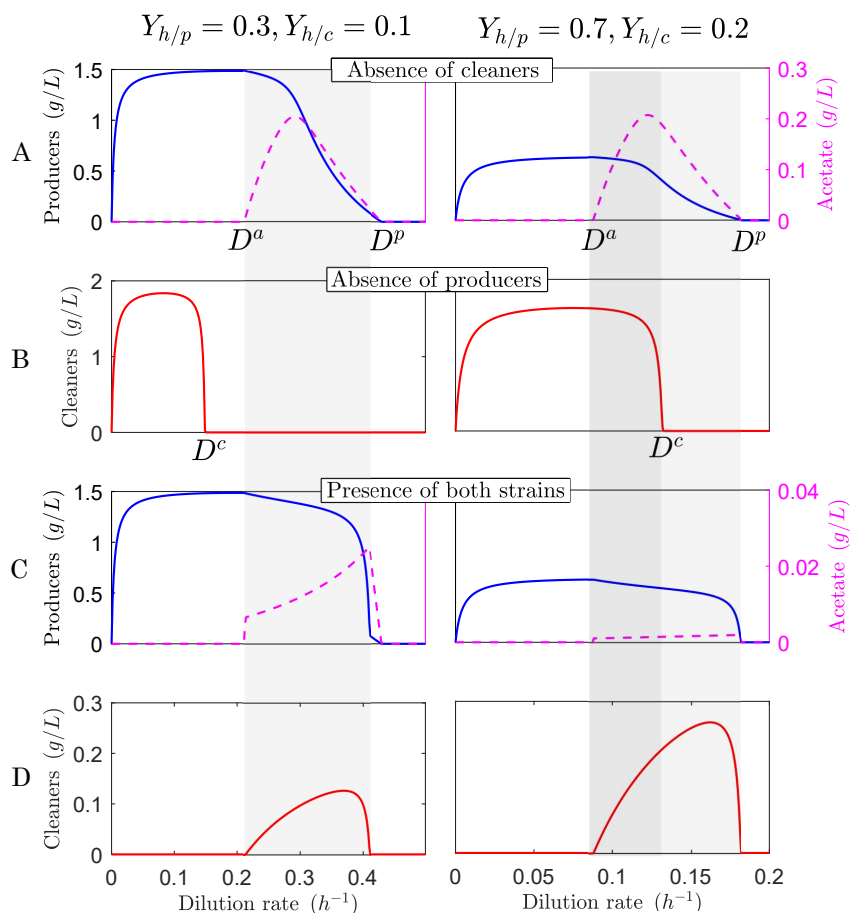 $Y_{h/p} = 0.3, Y_{h/c} = 0.1$
$Y_{h/p} = 0.7, Y_{h/c} = 0.2$
Absence of cleaners
A
Producers (g/L)
1.5
1
0.5
0
$D^a$
$D^p$
$D^a$
$D^p$
0.3
0.2
0.1
0
Acetate (g/L)
Absence of producers
B
Cleaners (g/L)
2
1
0
$D^c$
$D^c$
Presence of both strains
C
Producers (g/L)
1.5
1
0.5
0
0.04
0.02
0
Acetate (g/L)
D
Cleaners (g/L)
0.3
0.2
0.1
0
0 0.1 0.2 0.3 0.4
Dilution rate ($h^{-1}$)
0 0.05 0.1 0.15 0.2
Dilution rate ($h^{-1}$)